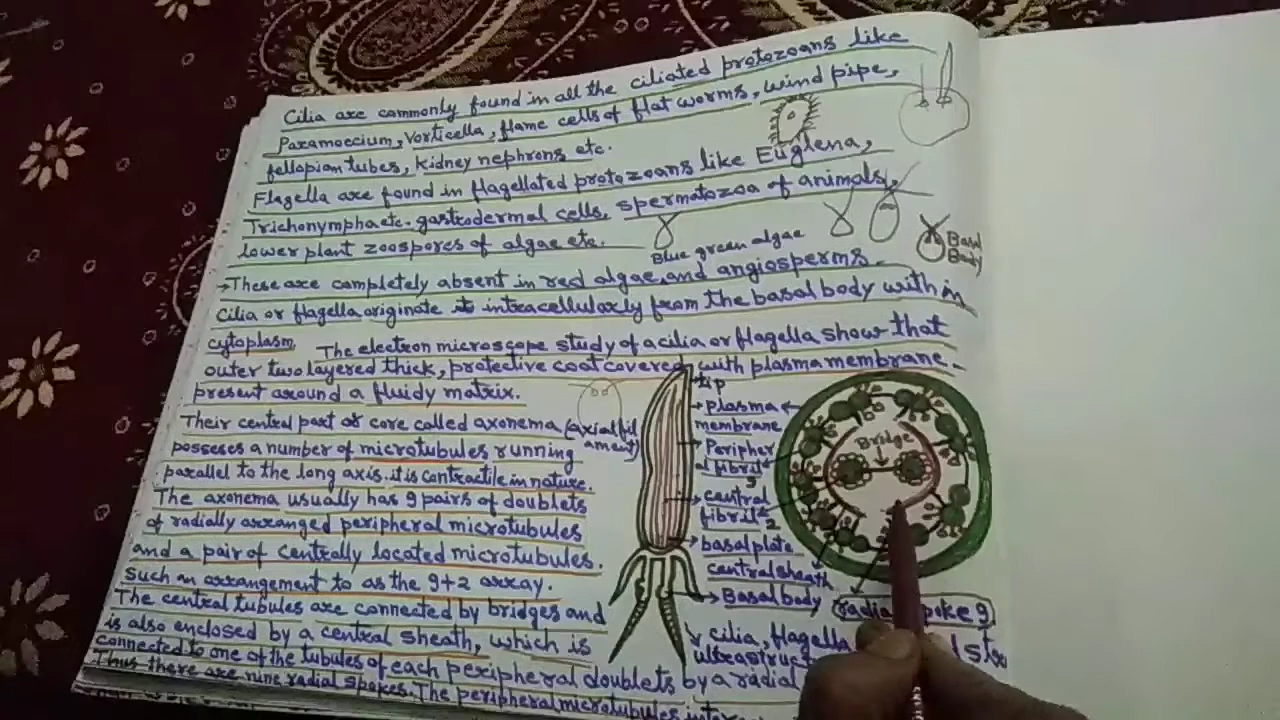 Cilia are commonly found in all the ciliated protozoans like
Paramoecium, Vorticella, flame cells of flat worms, wind pipe,
fellopian tubes, kidney nephrons etc.
Flagella are found in flagellated protozoans like Euglena,
Trichonympha etc. gastrodermal cells, spermatozoa of animals,
lower plant zoospores of algae etc.
Blue green algae
Basal
Body
→These are completely absent in red algae, and angiosperms.
Cilia or flagella originate intracellularly from the basal body within
cytoplasm
The electron microscope study of a cilia or flagella show that
outer two layered thick, protective coat covered with plasma membrane
present around a fluidy matrix.
Their central part or core called axonema (axial fil
ament)
posseses a number of microtubules running
parallel to the long axis. it is contractile in nature.
The axonema usually has 9 pairs of doublets
of radially arranged peripheral microtubules
and a pair of centrally located microtubules.
Such an arrangement to as the 9+2 array.
The central tubules are connected by bridges and
is also enclosed by a central sheath, which is
connected to one of the tubules of each peripheral doublets by a radial
Thus there are nine radial spokes. The peripheral microtubules
tip
plasma
membrane
Peripher
al fibril
9
central
fibril 2
basal plate
central sheath
Basal body
Bridge
radial spoke 9
cilia, flagella